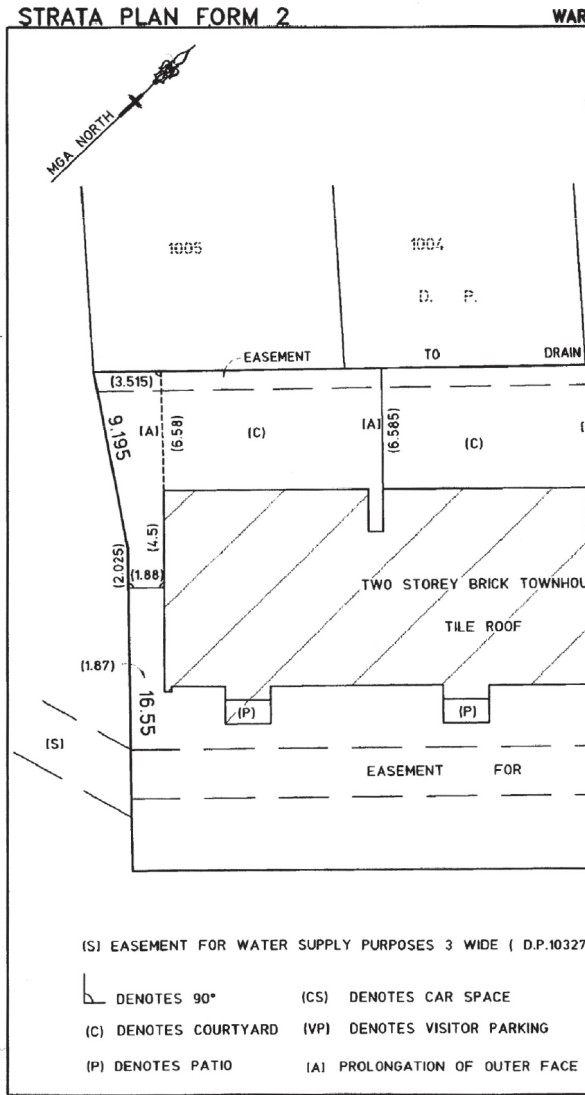 STRATA PLAN FORM 2 WAR
MGA NORTH
1005
1004
D. P.
EASEMENT TO DRAIN
(3.515)
9.195
(A)
(6.58)
(C)
(A)
(6.585)
(C)
(4.5)
(2.025)
(1.88)
TWO STOREY BRICK TOWNHOU
TILE ROOF
(1.87)
16.55
(P)
(P)
(S)
EASEMENT FOR
(S) EASEMENT FOR WATER SUPPLY PURPOSES 3 WIDE ( D.P.10327
DENOTES 90° (CS) DENOTES CAR SPACE
(C) DENOTES COURTYARD (VP) DENOTES VISITOR PARKING
(P) DENOTES PATIO (A) PROLONGATION OF OUTER FACE